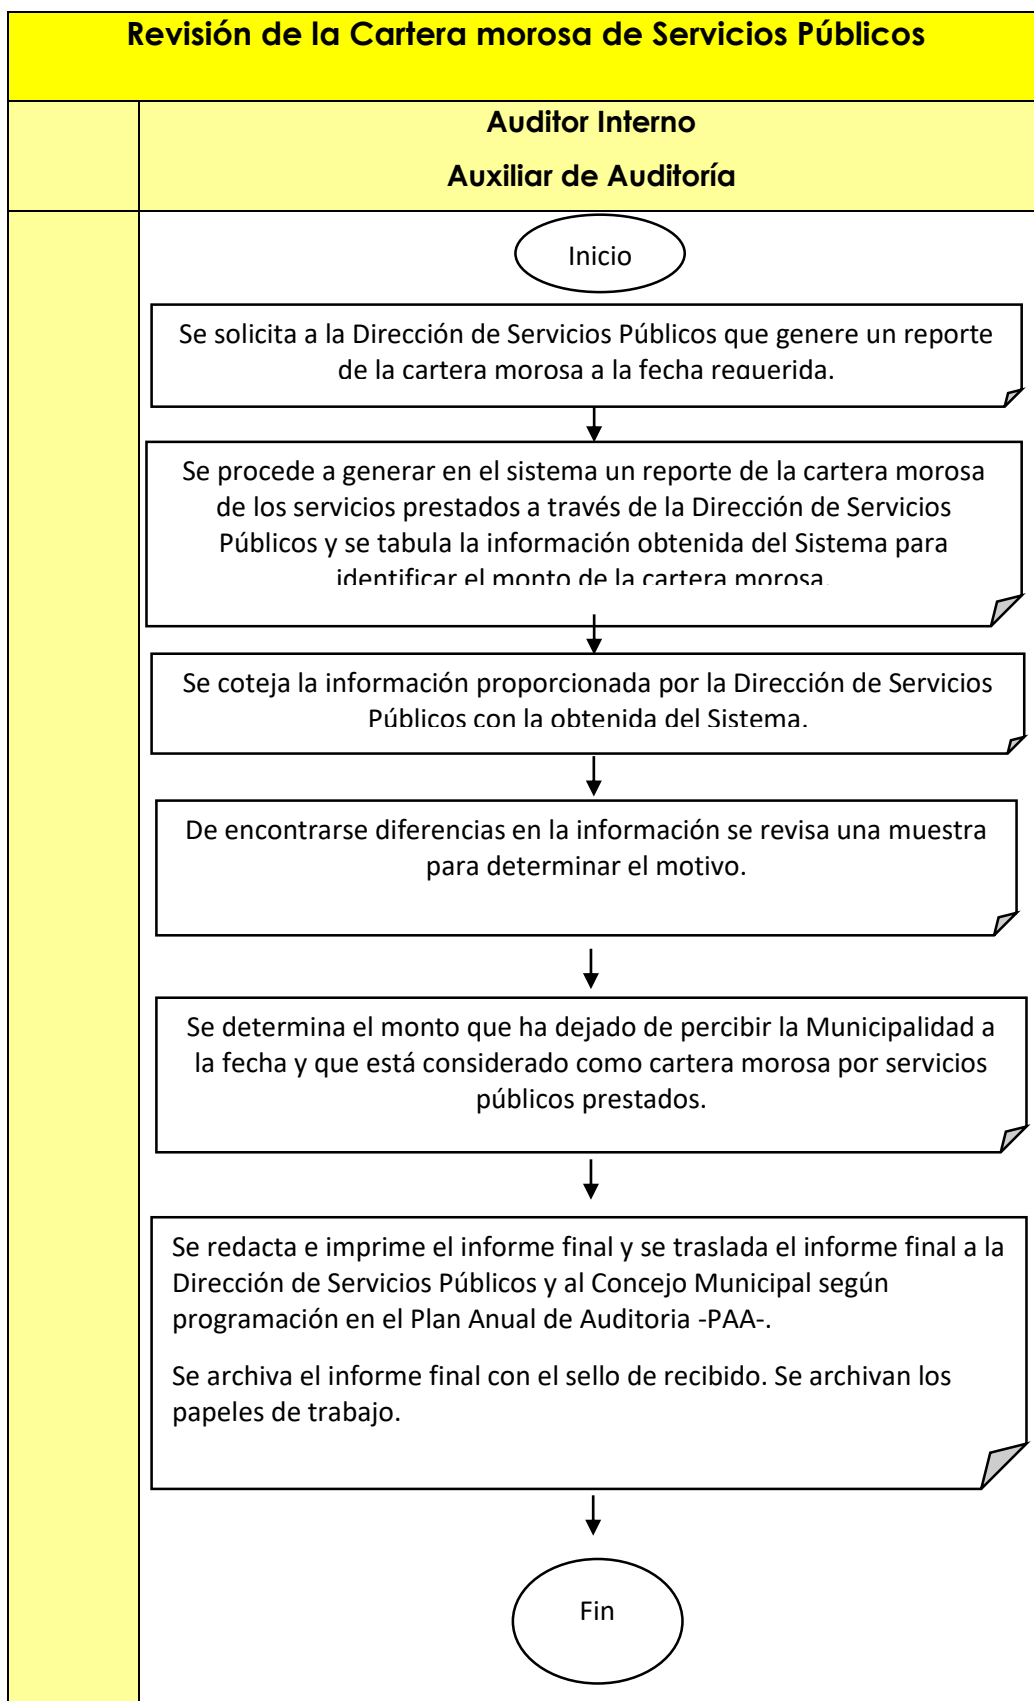 Revisión de la Cartera morosa de Servicios Públicos
Auditor Interno
Auxiliar de Auditoría
Inicio
Se solicita a la Dirección de Servicios Públicos que genere un reporte
de la cartera morosa a la fecha requerida.
Se procede a generar en el sistema un reporte de la cartera morosa
de los servicios prestados a través de la Dirección de Servicios
Públicos y se tabula la información obtenida del Sistema para
identificar el monto de la cartera morosa.
Se coteja la información proporcionada por la Dirección de Servicios
Públicos con la obtenida del Sistema.
De encontrarse diferencias en la información se revisa una muestra
para determinar el motivo.
Se determina el monto que ha dejado de percibir la Municipalidad a
la fecha y que está considerado como cartera morosa por servicios
públicos prestados.
Se redacta e imprime el informe final y se traslada el informe final a la
Dirección de Servicios Públicos y al Concejo Municipal según
programación en el Plan Anual de Auditoria -PAA-.
Se archiva el informe final con el sello de recibido. Se archivan los
papeles de trabajo.
Fin